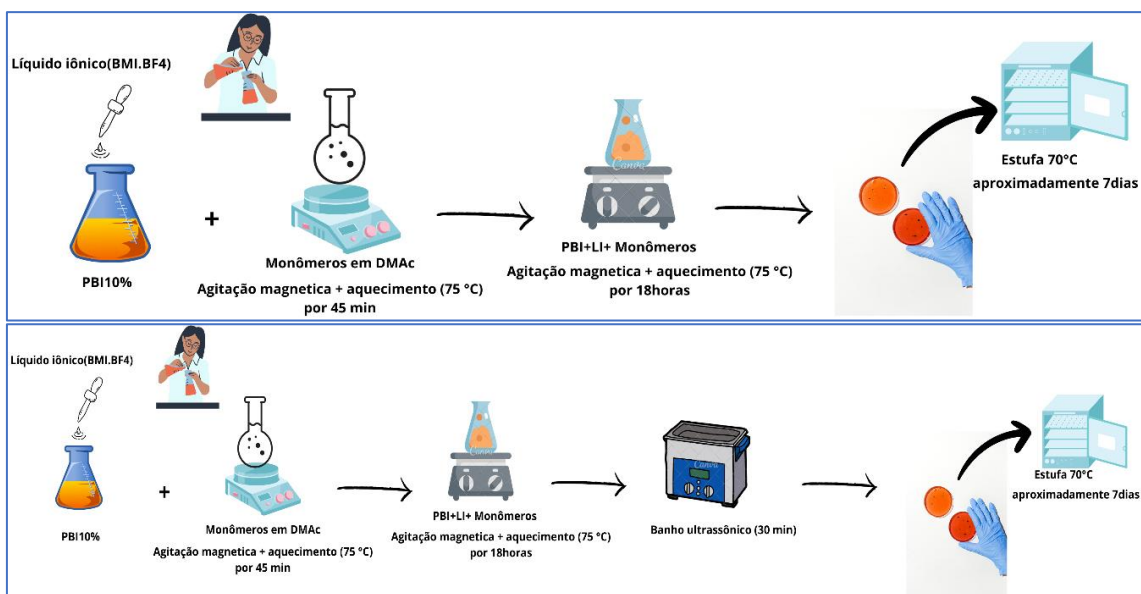 Líquido iônico(BMI.BF4)
PBI10%
+
Monômeros em DMAc
Agitação magnetica + aquecimento (75 °C)
por 45 min
Canva
PBI+LI+ Monômeros
Agitação magnetica + aquecimento (75 °C)
por 18horas
Estufa 70°C
aproximadamente 7dias
Líquido iônico(BMI.BF4)
PBI10%
+
Monômeros em DMAc
Agitação magnetica + aquecimento (75 °C)
por 45 min
Canva
PBI+LI+ Monômeros
Agitação magnetica + aquecimento (75 °C)
por 18horas
Canva
Banho ultrassônico (30 min)
Estufa 70°C
aproximadamente 7dias